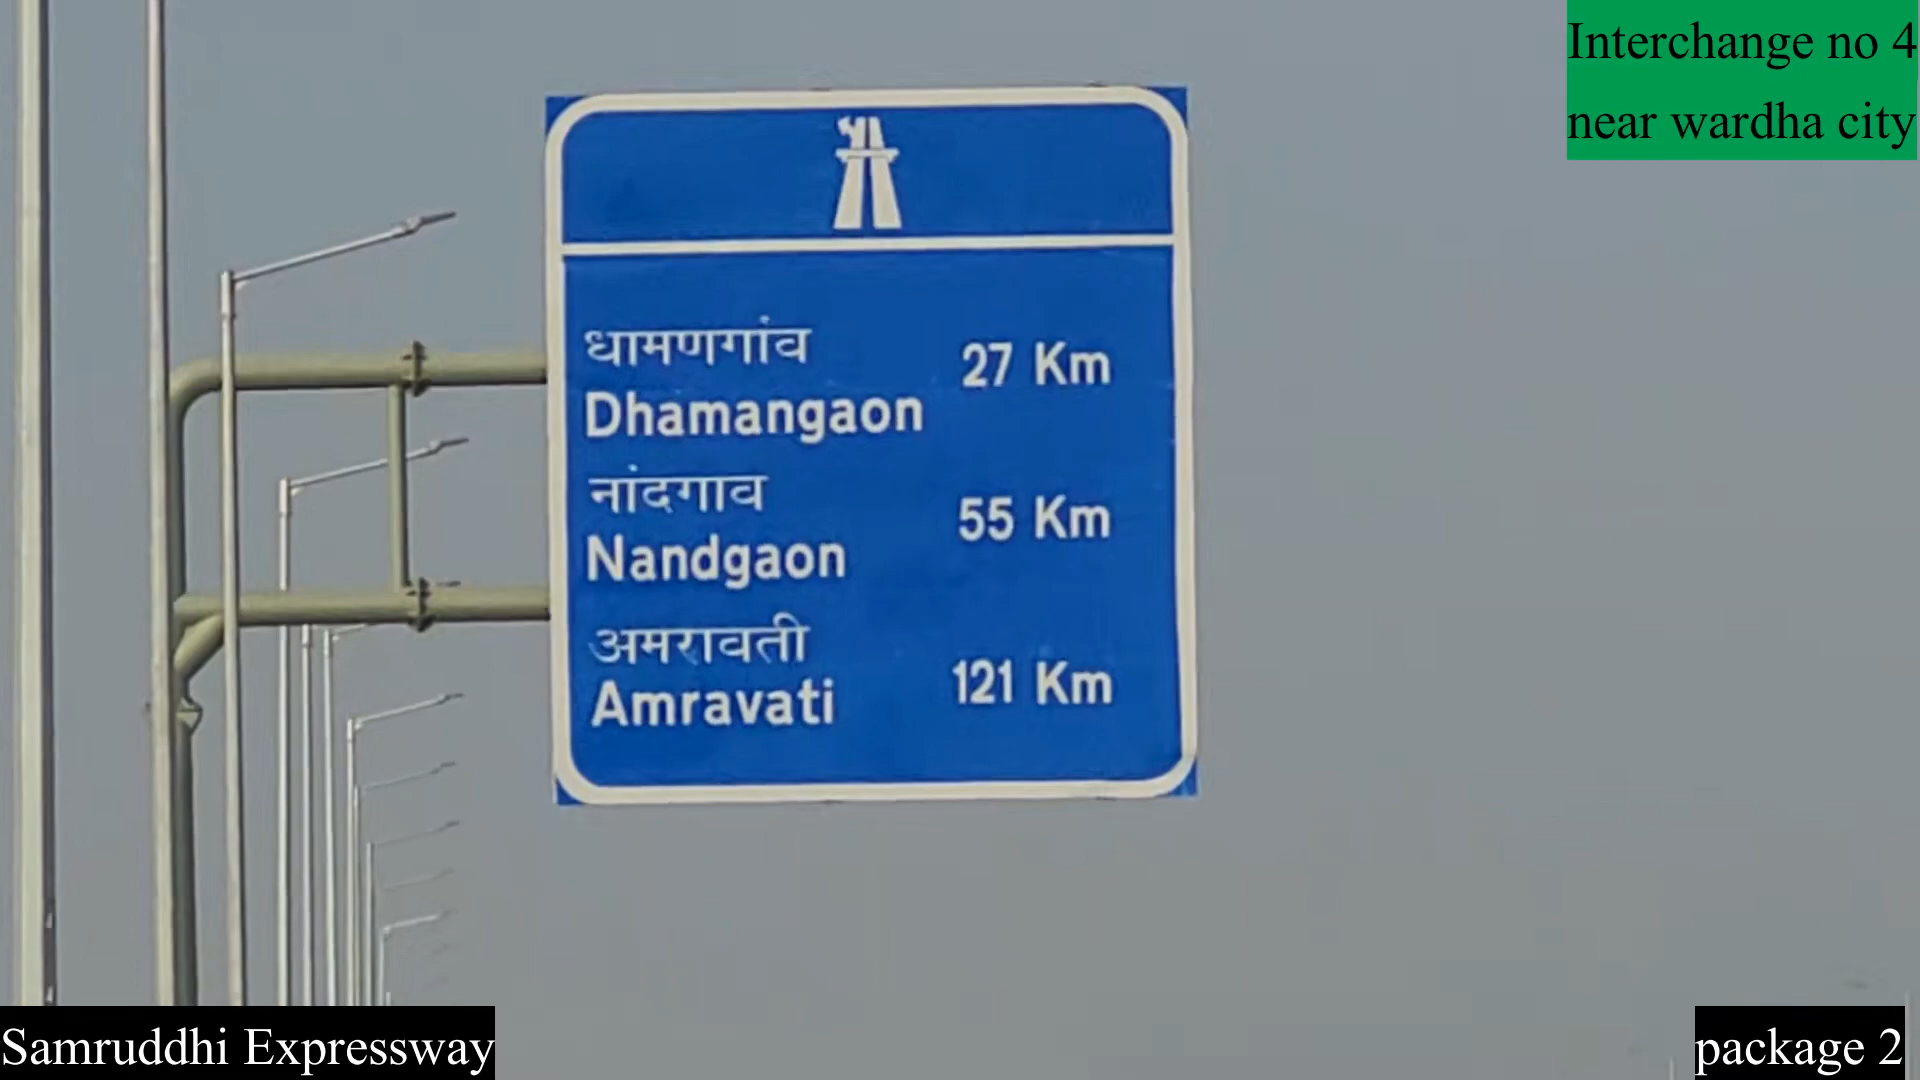 Interchange no 4
near wardha city
धामणगांव
Dhamangaon
27 Km
नांदगाव
Nandgaon
55 Km
अमरावती
Amravati
121 Km
Samruddhi Expressway
package 2